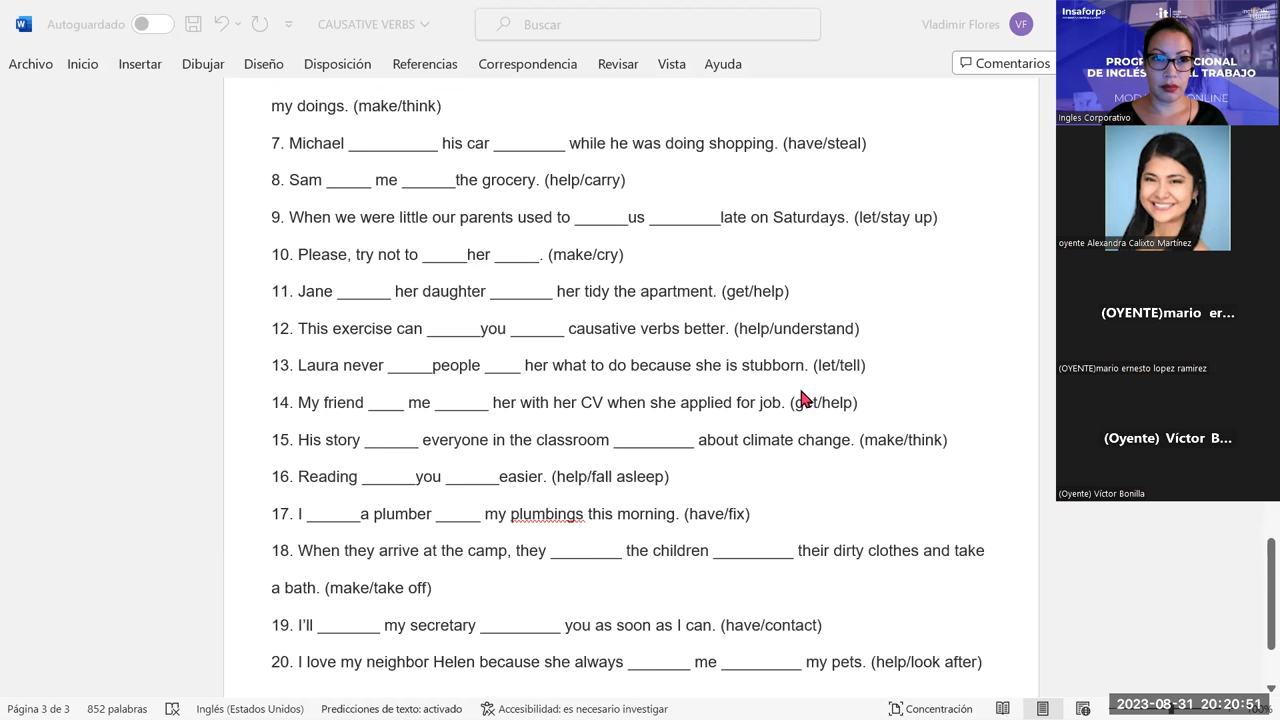 Autoguardado
CAUSATIVE VERBS
Buscar
Vladimir Flores
VF
Archivo Inicio Insertar Dibujar Diseño Disposición Referencias Correspondencia Revisar Vista Ayuda
Comentarios
my doings. (make/think)
7. Michael __________ his car ________ while he was doing shopping. (have/steal)
8. Sam _____ me ______the grocery. (help/carry)
9. When we were little our parents used to ______us ________late on Saturdays. (let/stay up)
10. Please, try not to _____her _____. (make/cry)
11. Jane ______ her daughter _______ her tidy the apartment. (get/help)
12. This exercise can ______you ______ causative verbs better. (help/understand)
13. Laura never _____people ____ her what to do because she is stubborn. (let/tell)
14. My friend ____ me ______ her with her CV when she applied for job. (get/help)
15. His story ______ everyone in the classroom _________ about climate change. (make/think)
16. Reading ______you ______easier. (help/fall asleep)
17. I ______a plumber _____ my plumbings this morning. (have/fix)
18. When they arrive at the camp, they ________ the children _________ their dirty clothes and take
a bath. (make/take off)
19. I’ll _______ my secretary _________ you as soon as I can. (have/contact)
20. I love my neighbor Helen because she always _______ me _________ my pets. (help/look after)
Página 3 de 3 852 palabras Inglés (Estados Unidos) Predicciones de texto: activado Accesibilidad: es necesario investigar Concentración
Insaforp
Ingles Corporativo
oyente Alexandra Calixto Martínez
(OYENTE)mario er...
(OYENTE)mario ernesto lopez ramirez
(Oyente) Víctor B...
(Oyente) Víctor Bonilla
2023-08-31 20:20:51